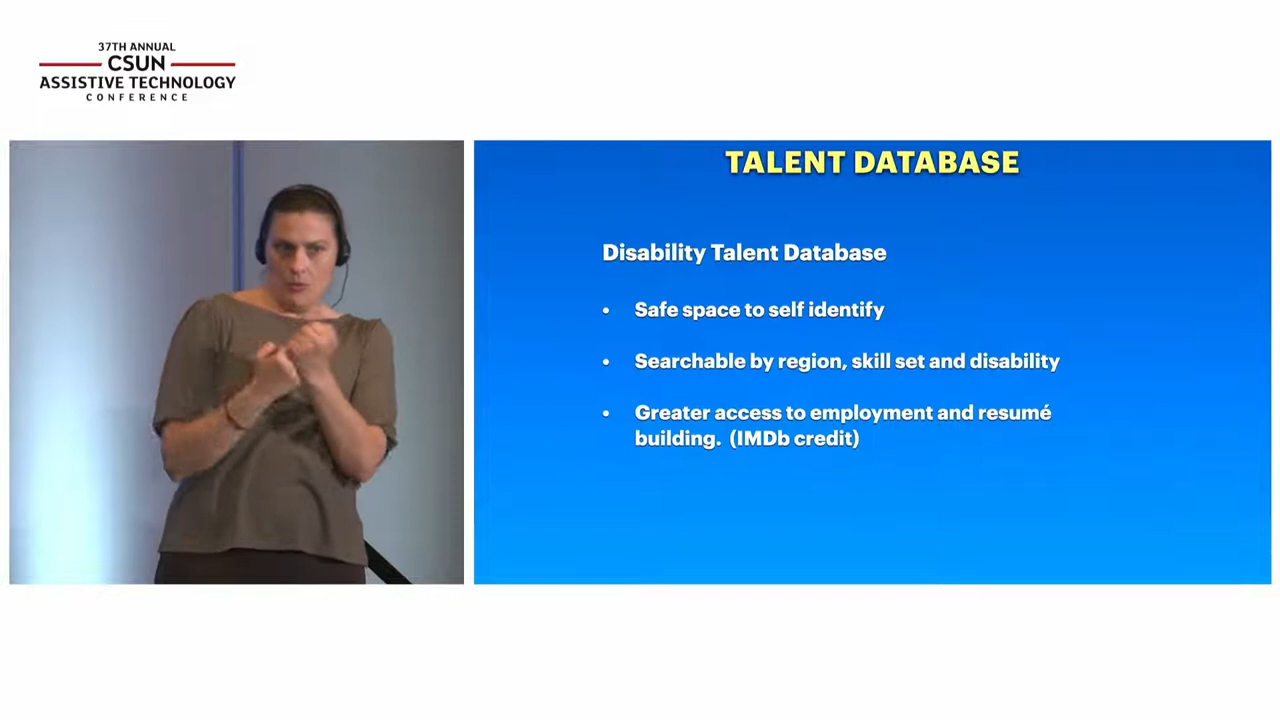 37TH ANNUAL
CSUN
ASSISTIVE TECHNOLOGY
CONFERENCE
TALENT DATABASE
Disability Talent Database
• Safe space to self identify
• Searchable by region, skill set and disability
• Greater access to employment and resumé
building. (IMDb credit)